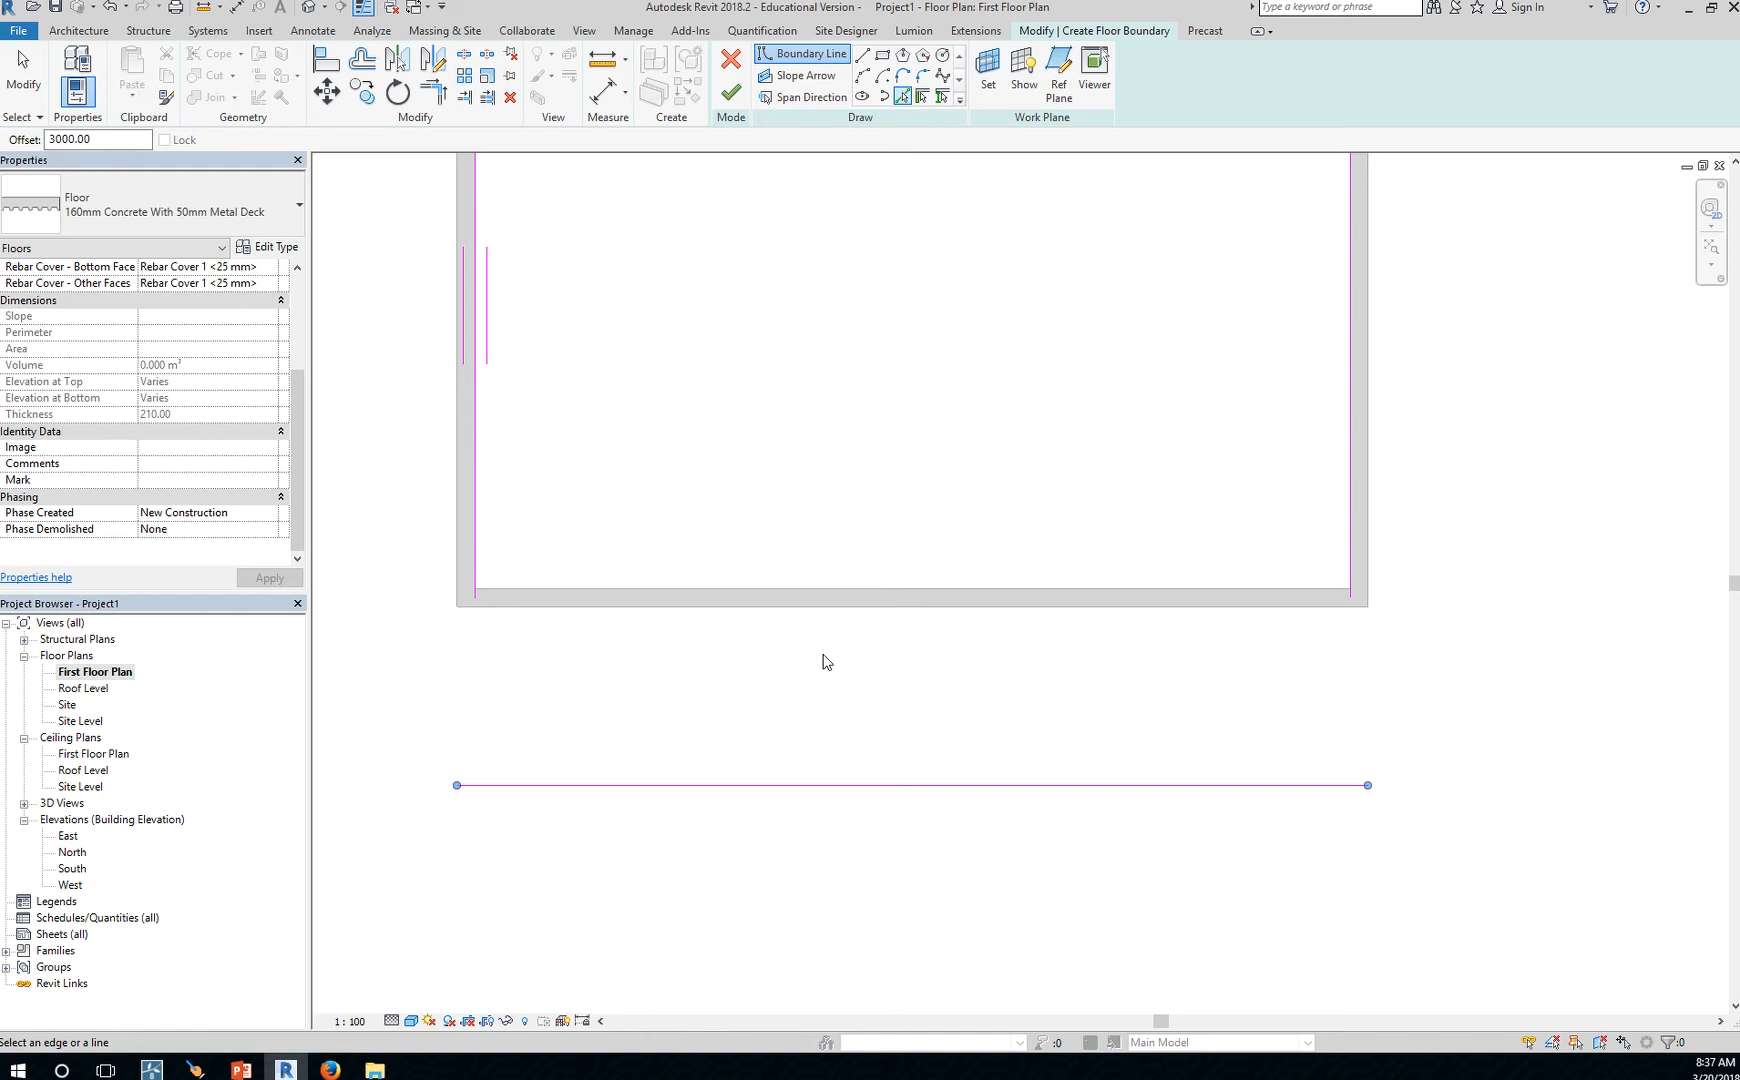 Autodesk Revit 2018.2 - Educational Version - Project1 - Floor Plan: First Floor Plan
Type a keyword or phrase
Sign In
File Architecture Structure Systems Insert Annotate Analyze Massing & Site Collaborate View Manage Add-Ins Quantification Site Designer Lumion Extensions Modify | Create Floor Boundary Precast
Modify
Paste
Cope
Cut
Join
Boundary Line
Slope Arrow
Span Direction
Set
Show
Ref Plane
Viewer
Select
Properties
Clipboard
Geometry
Modify
View
Measure
Create
Mode
Draw
Work Plane
Offset: 3000.00
Lock
Properties
Floor
160mm Concrete With 50mm Metal Deck
Floors
Edit Type
Rebar Cover - Bottom Face Rebar Cover 1 <25 mm>
Rebar Cover - Other Faces Rebar Cover 1 <25 mm>
Dimensions
Slope
Perimeter
Area
Volume 0.000 m³
Elevation at Top Varies
Elevation at Bottom Varies
Thickness 210.00
Identity Data
Image
Comments
Mark
Phasing
Phase Created New Construction
Phase Demolished None
Properties help
Apply
Project Browser - Project1
Views (all)
Structural Plans
Floor Plans
First Floor Plan
Roof Level
Site
Site Level
Ceiling Plans
First Floor Plan
Roof Level
Site Level
3D Views
Elevations (Building Elevation)
East
North
South
West
Legends
Schedules/Quantities (all)
Sheets (all)
Families
Groups
Revit Links
2D
1 : 100
Select an edge or a line
:0
Main Model
:0
8:37 AM
3/20/2018